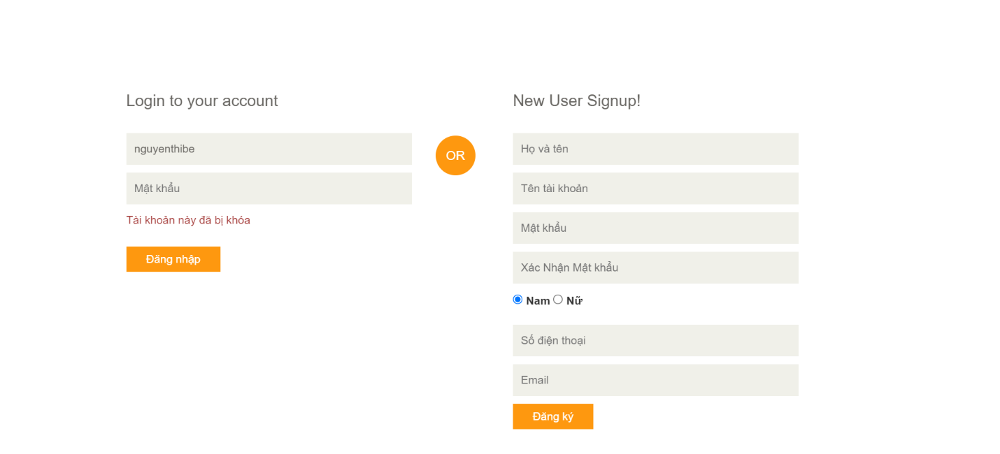 Login to your account
nguyenthibe
Mật khẩu
Tài khoản này đã bị khóa
Đăng nhập
OR
New User Signup!
Họ và tên
Tên tài khoản
Mật khẩu
Xác Nhận Mật khẩu
Nam Nữ
Số điện thoại
Email
Đăng ký